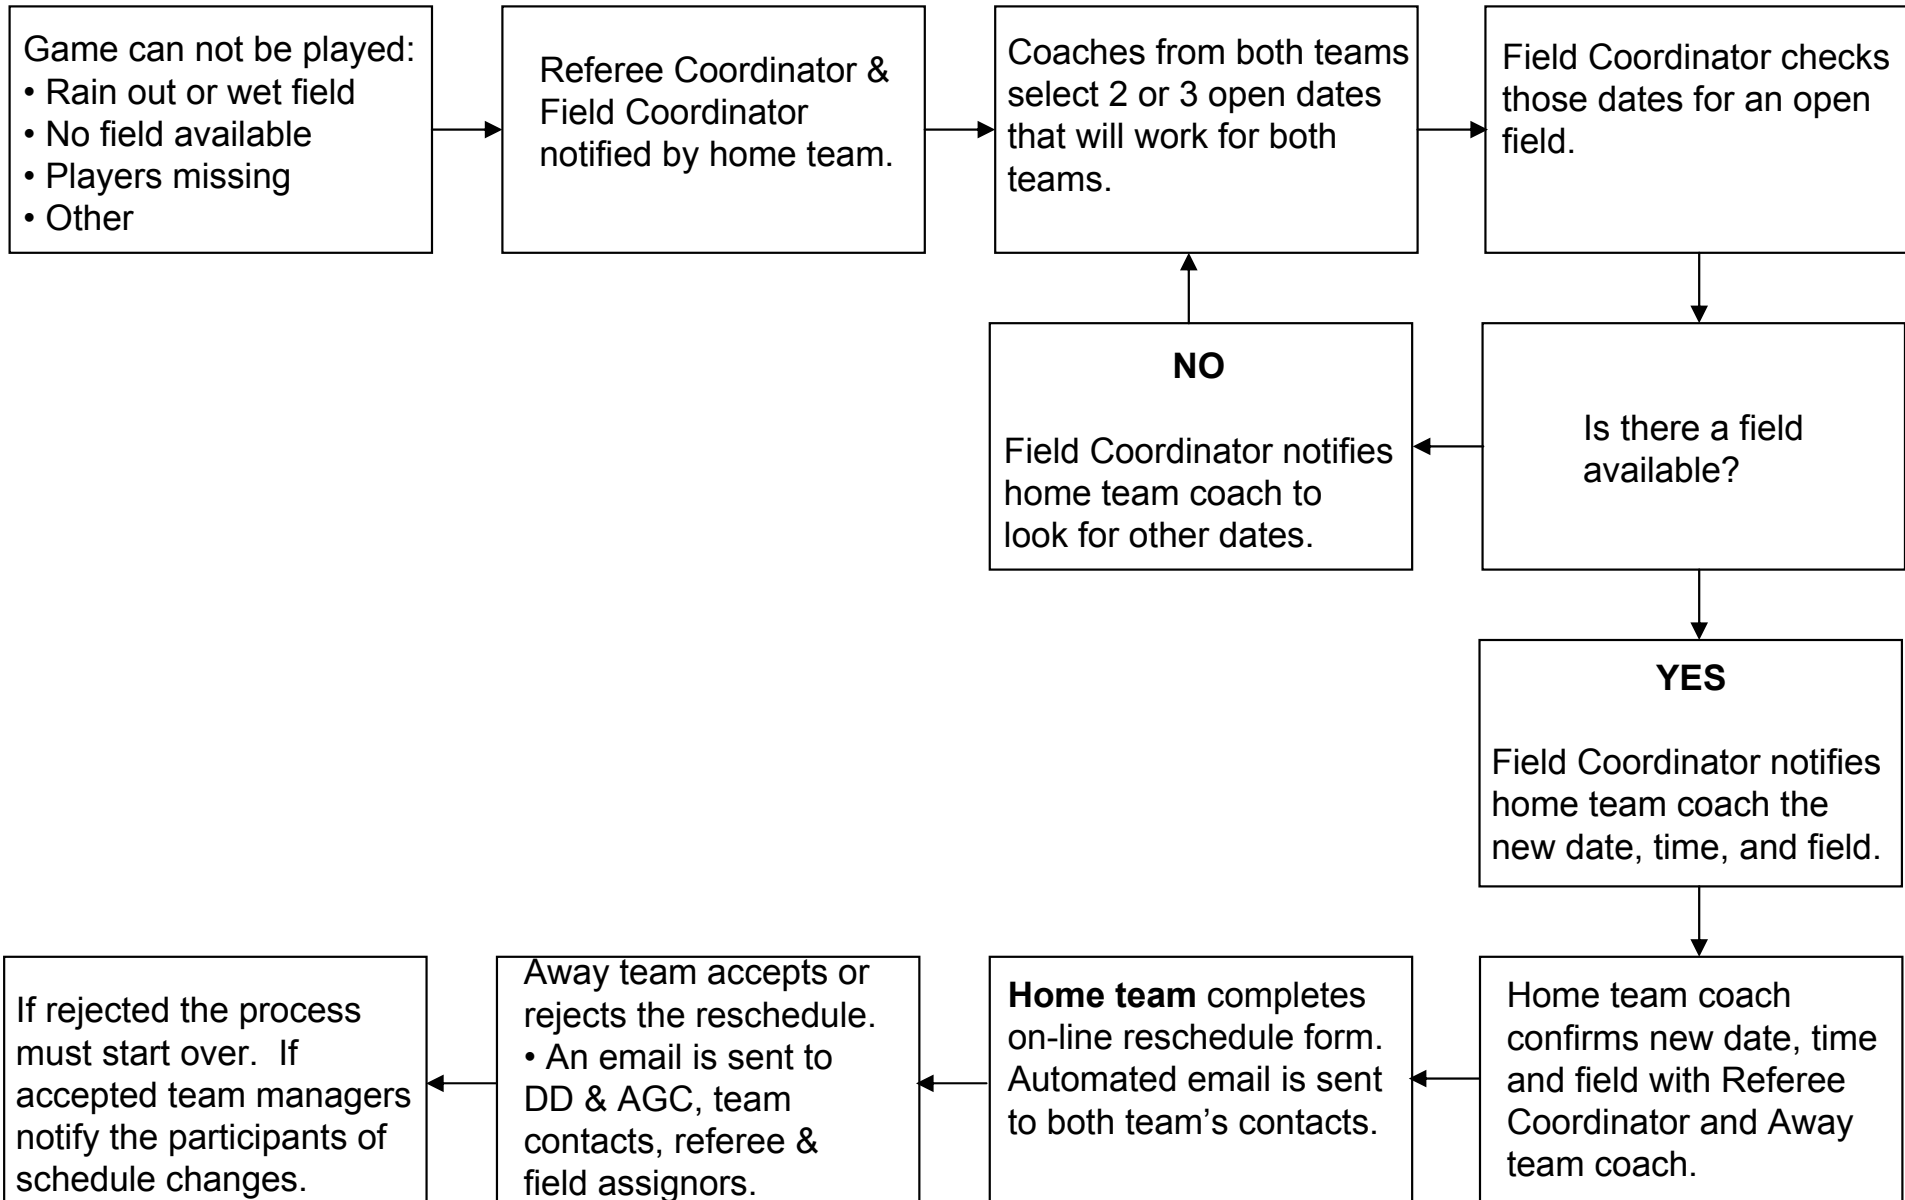 Game can not be played:
• Rain out or wet field
• No field available
• Players missing
• Other
Referee Coordinator &
Field Coordinator
notified by home team.
Coaches from both teams
select 2 or 3 open dates
that will work for both
teams.
Field Coordinator checks
those dates for an open
field.
Is there a field
available?
NO
Field Coordinator notifies
home team coach to
look for other dates.
YES
Field Coordinator notifies
home team coach the
new date, time, and field.
Home team coach
confirms new date, time
and field with Referee
Coordinator and Away
team coach.
Home team completes
on-line reschedule form.
Automated email is sent
to both team’s contacts.
Away team accepts or
rejects the reschedule.
• An email is sent to
DD & AGC, team
contacts, referee &
field assignors.
If rejected the process
must start over.  If
accepted team managers
notify the participants of
schedule changes.